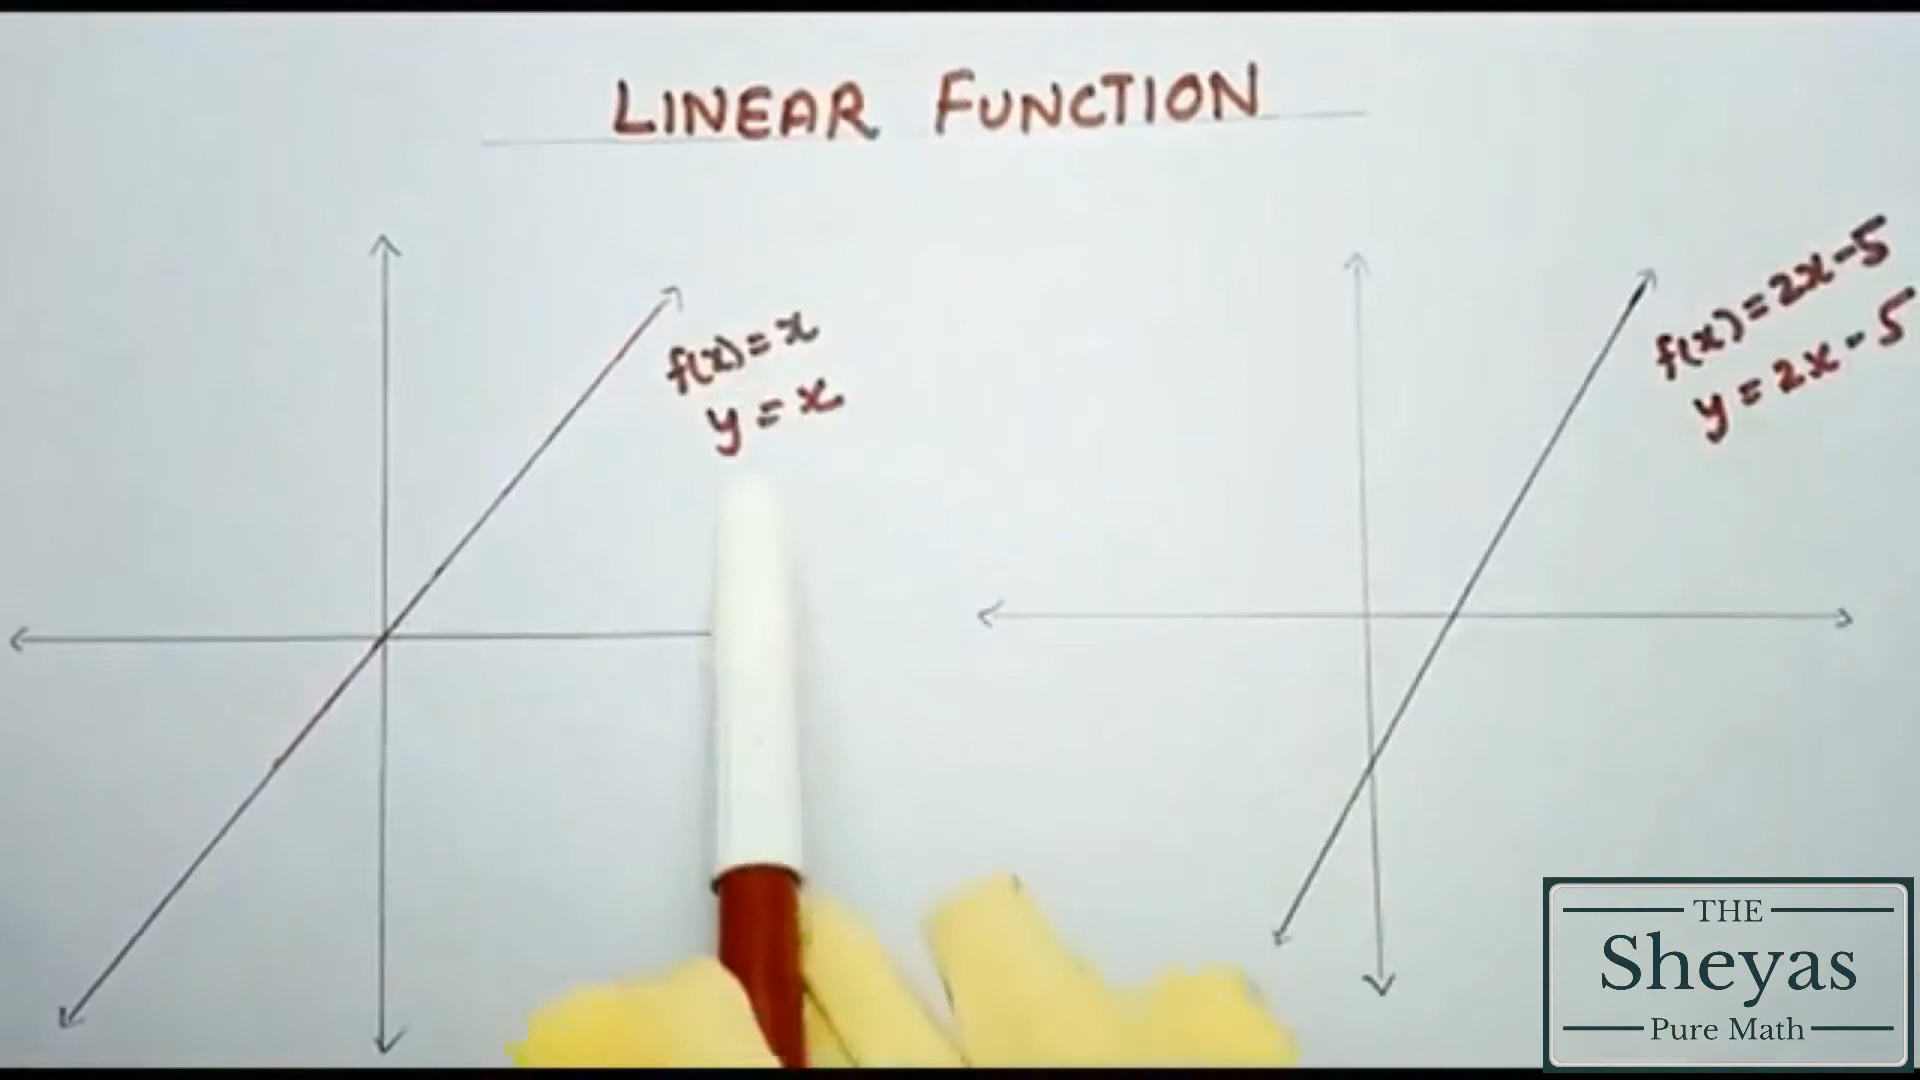 LINEAR FUNCTION
f(x) = x
y = x
f(x) = 2x - 5
y = 2x - 5
THE
Sheyas
Pure Math